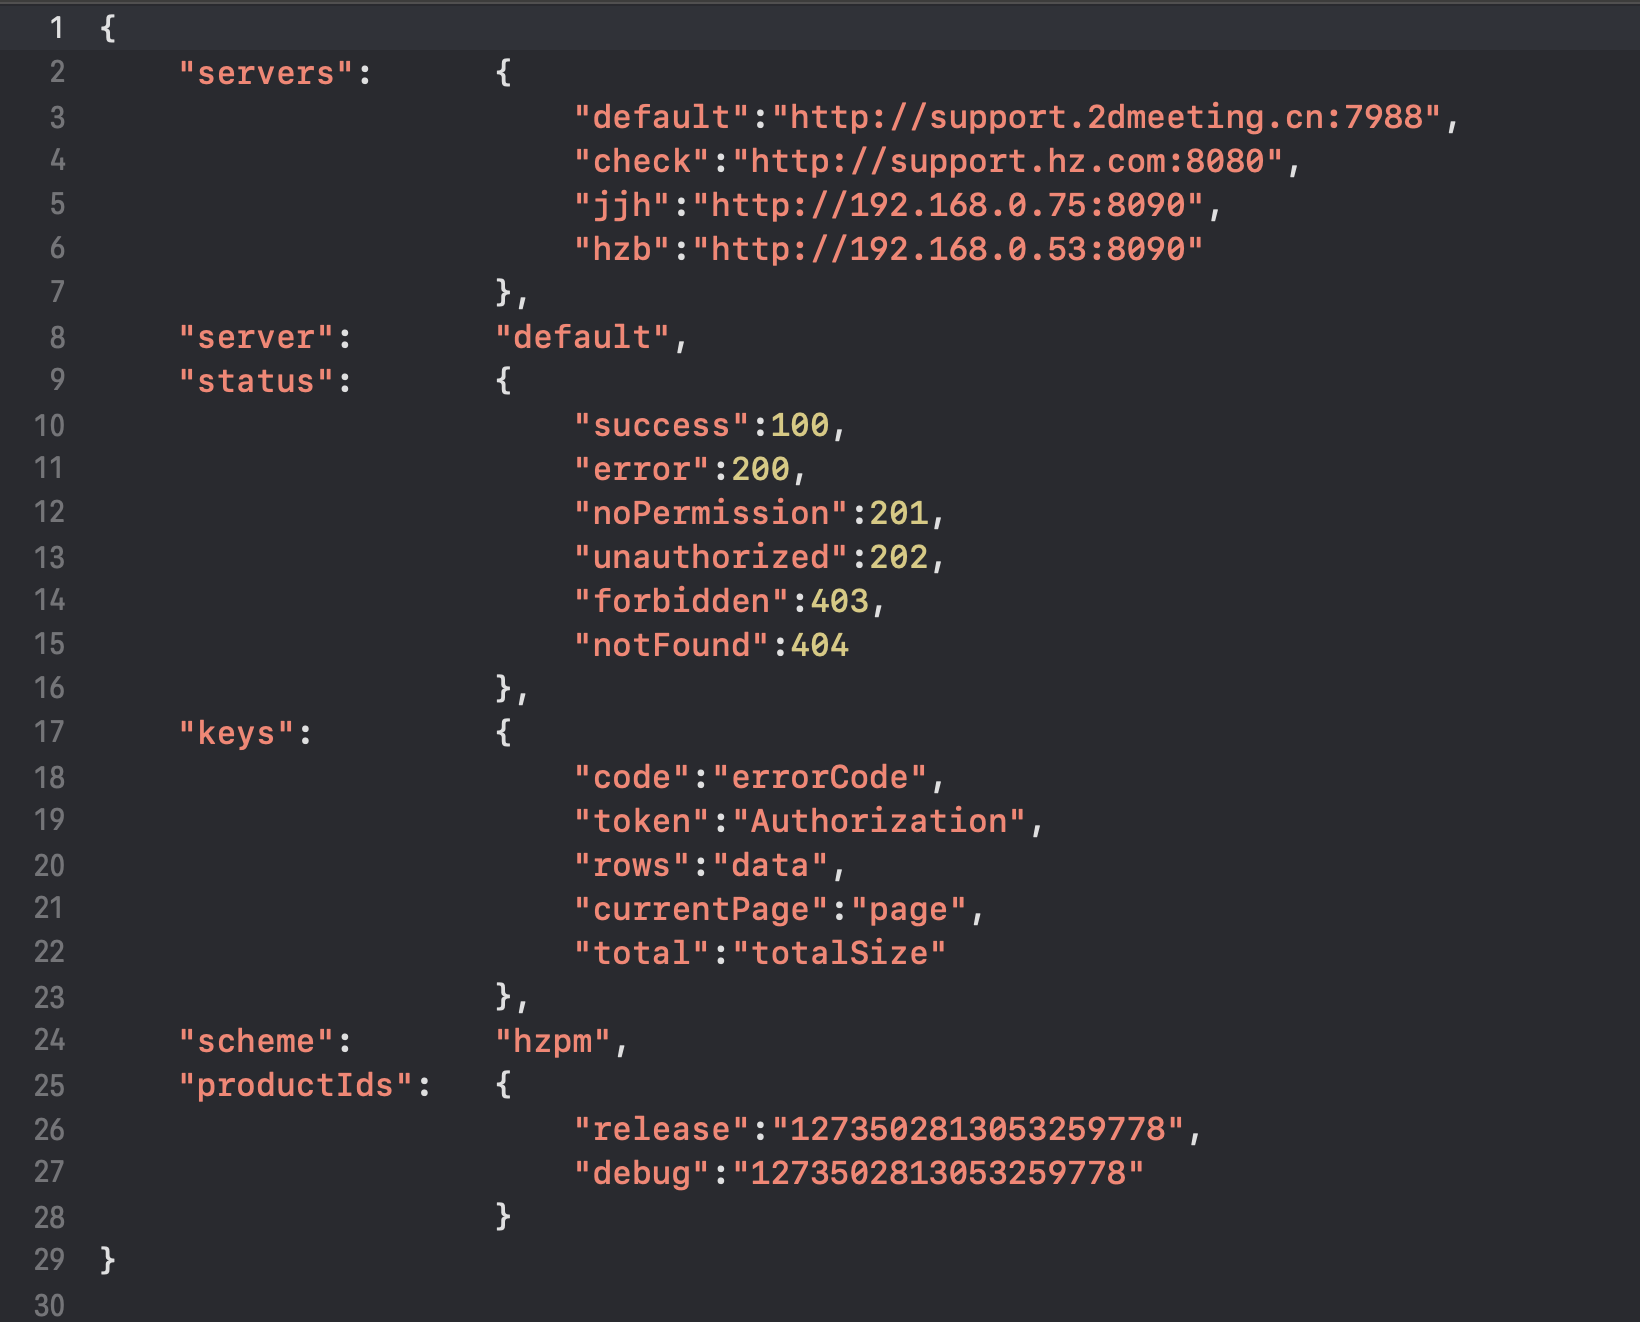 1 {
2 "servers": {
3 "default":"http://support.2dmeeting.cn:7988",
4 "check":"http://support.hz.com:8080",
5 "jjh":"http://192.168.0.75:8090",
6 "hzb":"http://192.168.0.53:8090"
7 },
8 "server": "default",
9 "status": {
10 "success":100,
11 "error":200,
12 "noPermission":201,
13 "unauthorized":202,
14 "forbidden":403,
15 "notFound":404
16 },
17 "keys": {
18 "code":"errorCode",
19 "token":"Authorization",
20 "rows":"data",
21 "currentPage":"page",
22 "total":"totalSize"
23 },
24 "scheme": "hzpm",
25 "productIds": {
26 "release":"1273502813053259778",
27 "debug":"1273502813053259778"
28 }
29 }
30